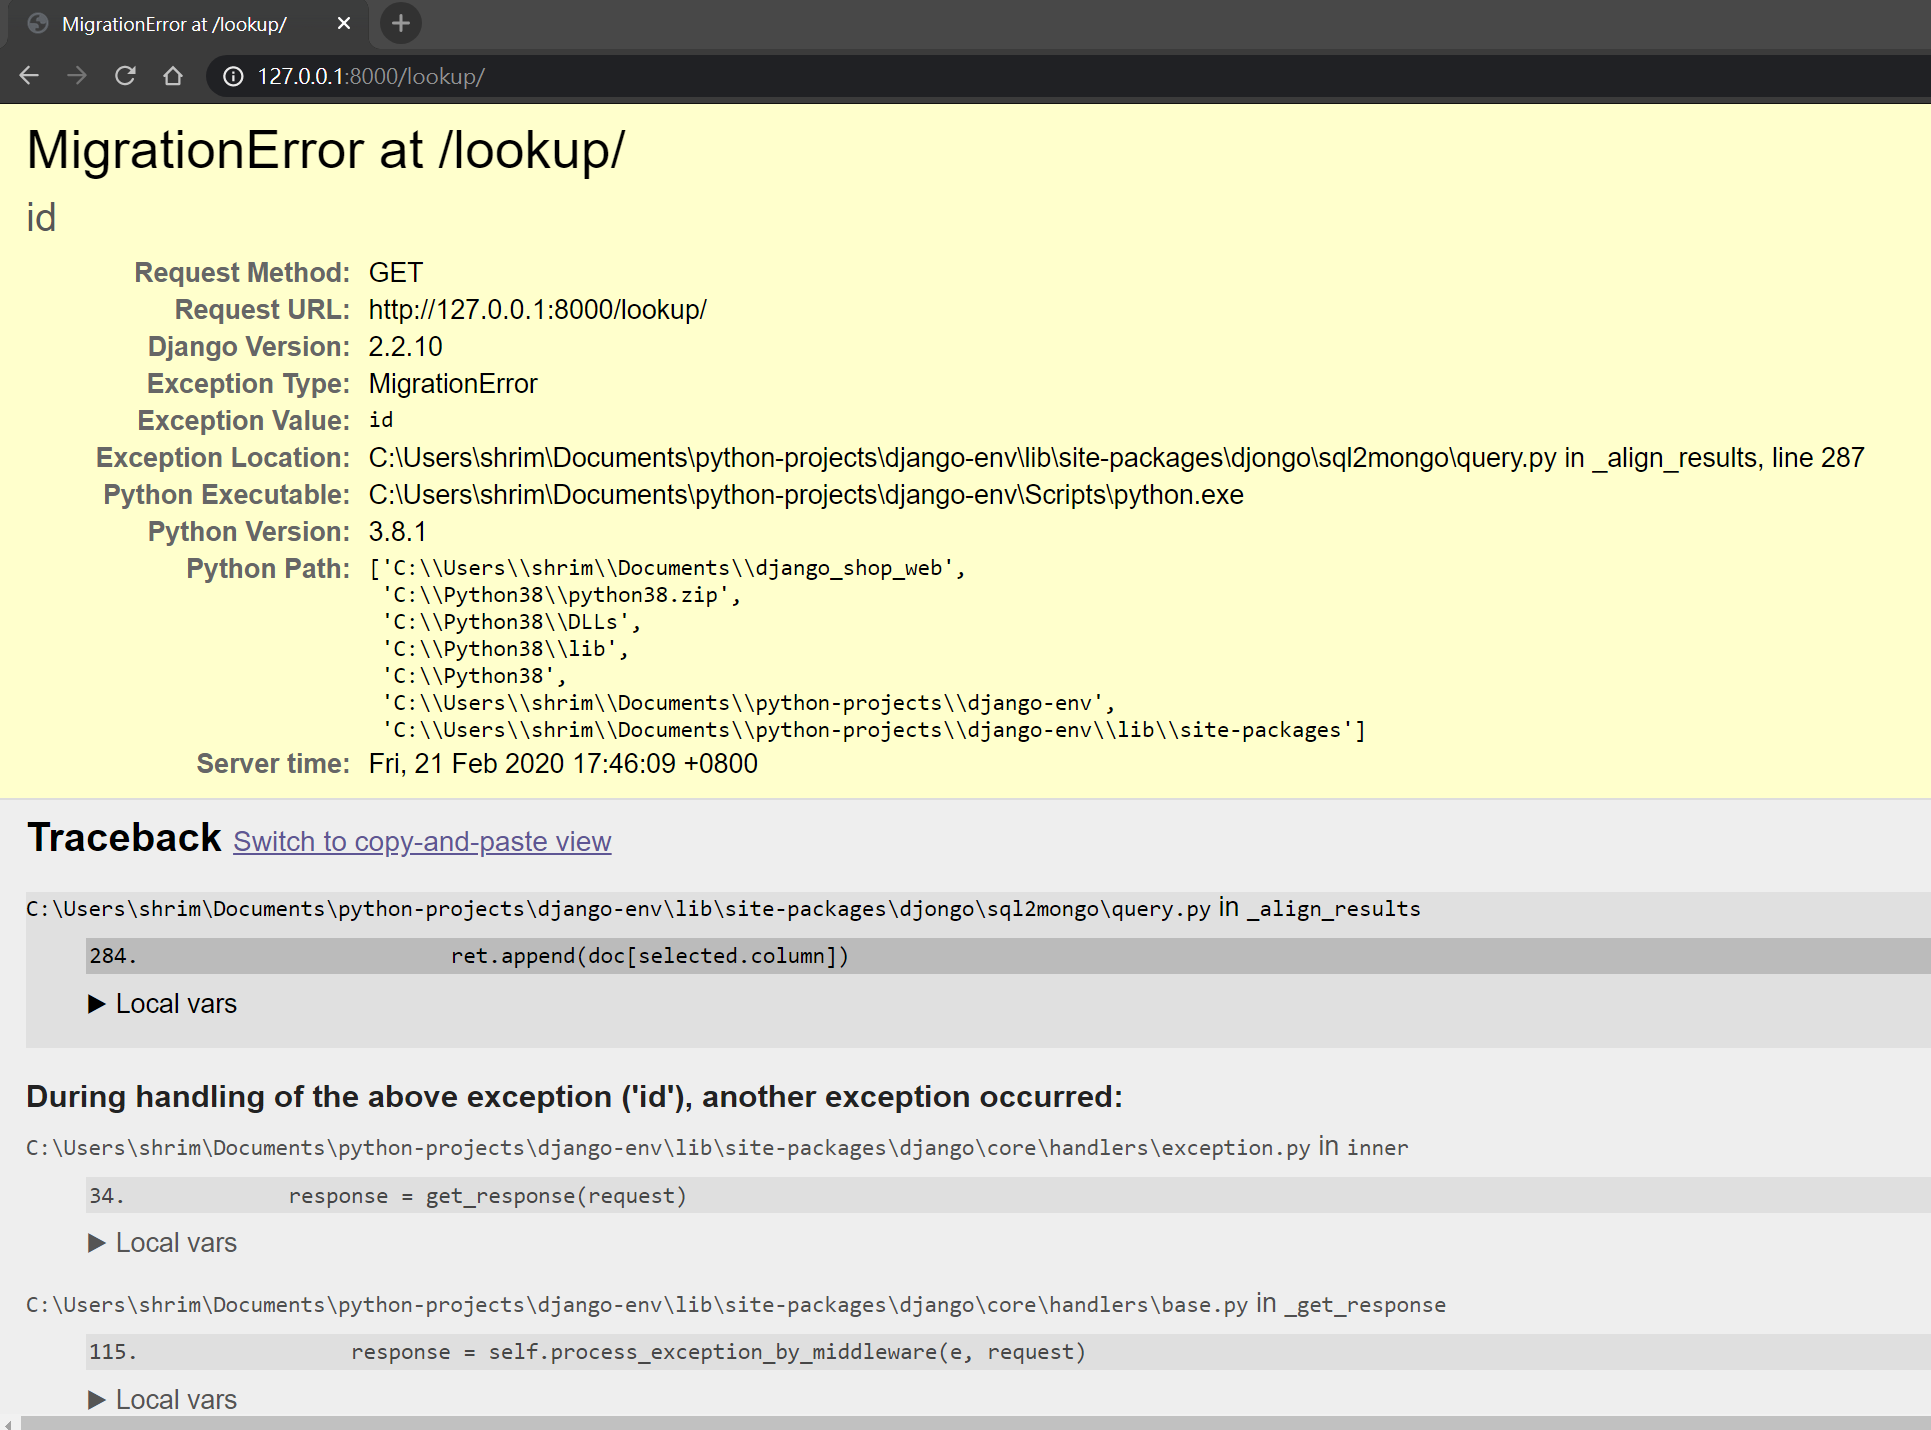 MigrationError at /lookup/
127.0.0.1:8000/lookup/
MigrationError at /lookup/
id
Request Method: GET
Request URL: http://127.0.0.1:8000/lookup/
Django Version: 2.2.10
Exception Type: MigrationError
Exception Value: id
Exception Location: C:\Users\shrim\Documents\python-projects\django-env\lib\site-packages\djongo\sql2mongo\query.py in _align_results, line 287
Python Executable: C:\Users\shrim\Documents\python-projects\django-env\Scripts\python.exe
Python Version: 3.8.1
Python Path: ['C:\\Users\\shrim\\Documents\\django_shop_web',
'C:\\Python38\\python38.zip',
'C:\\Python38\\DLLs',
'C:\\Python38\\lib',
'C:\\Python38',
'C:\\Users\\shrim\\Documents\\python-projects\\django-env',
'C:\\Users\\shrim\\Documents\\python-projects\\django-env\\lib\\site-packages']
Server time: Fri, 21 Feb 2020 17:46:09 +0800
Traceback Switch to copy-and-paste view
C:\Users\shrim\Documents\python-projects\django-env\lib\site-packages\djongo\sql2mongo\query.py in _align_results
284. ret.append(doc[selected.column])
▶ Local vars
During handling of the above exception ('id'), another exception occurred:
C:\Users\shrim\Documents\python-projects\django-env\lib\site-packages\django\core\handlers\exception.py in inner
34. response = get_response(request)
▶ Local vars
C:\Users\shrim\Documents\python-projects\django-env\lib\site-packages\django\core\handlers\base.py in _get_response
115. response = self.process_exception_by_middleware(e, request)
▶ Local vars